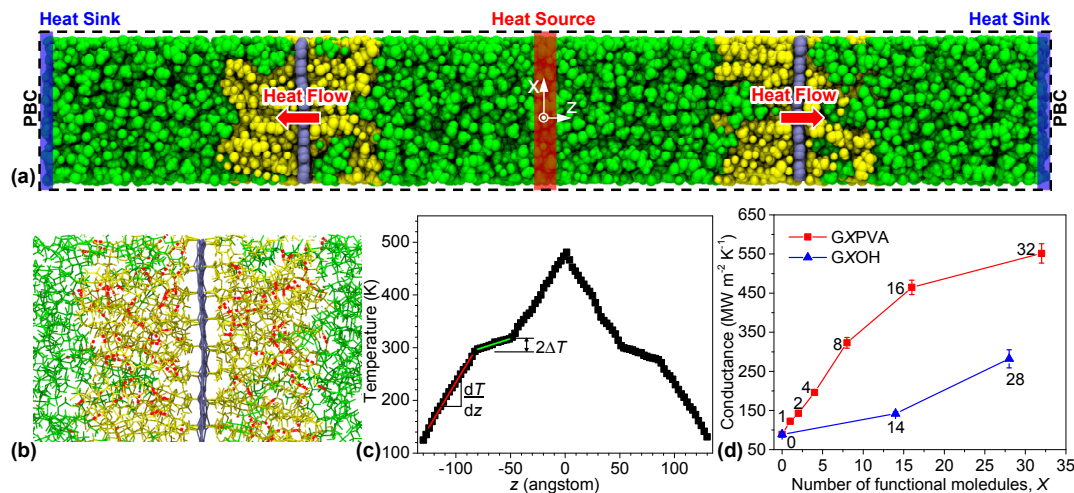 Heat Sink
Heat Source
Heat Sink
PBC
Heat Flow
X
Z
Heat Flow
PBC
(a)
(b)
500
400
300
200
100
Temperature (K)
2ΔT
dT
dz
-100
-50
0
50
100
z (angstom)
(c)
650
550
450
350
250
150
50
Conductance (MW m⁻² K⁻¹)
GXPVA
GXOH
32
16
8
4
2
1
0
14
28
0
5
10
15
20
25
30
35
Number of functional moledules, X
(d)